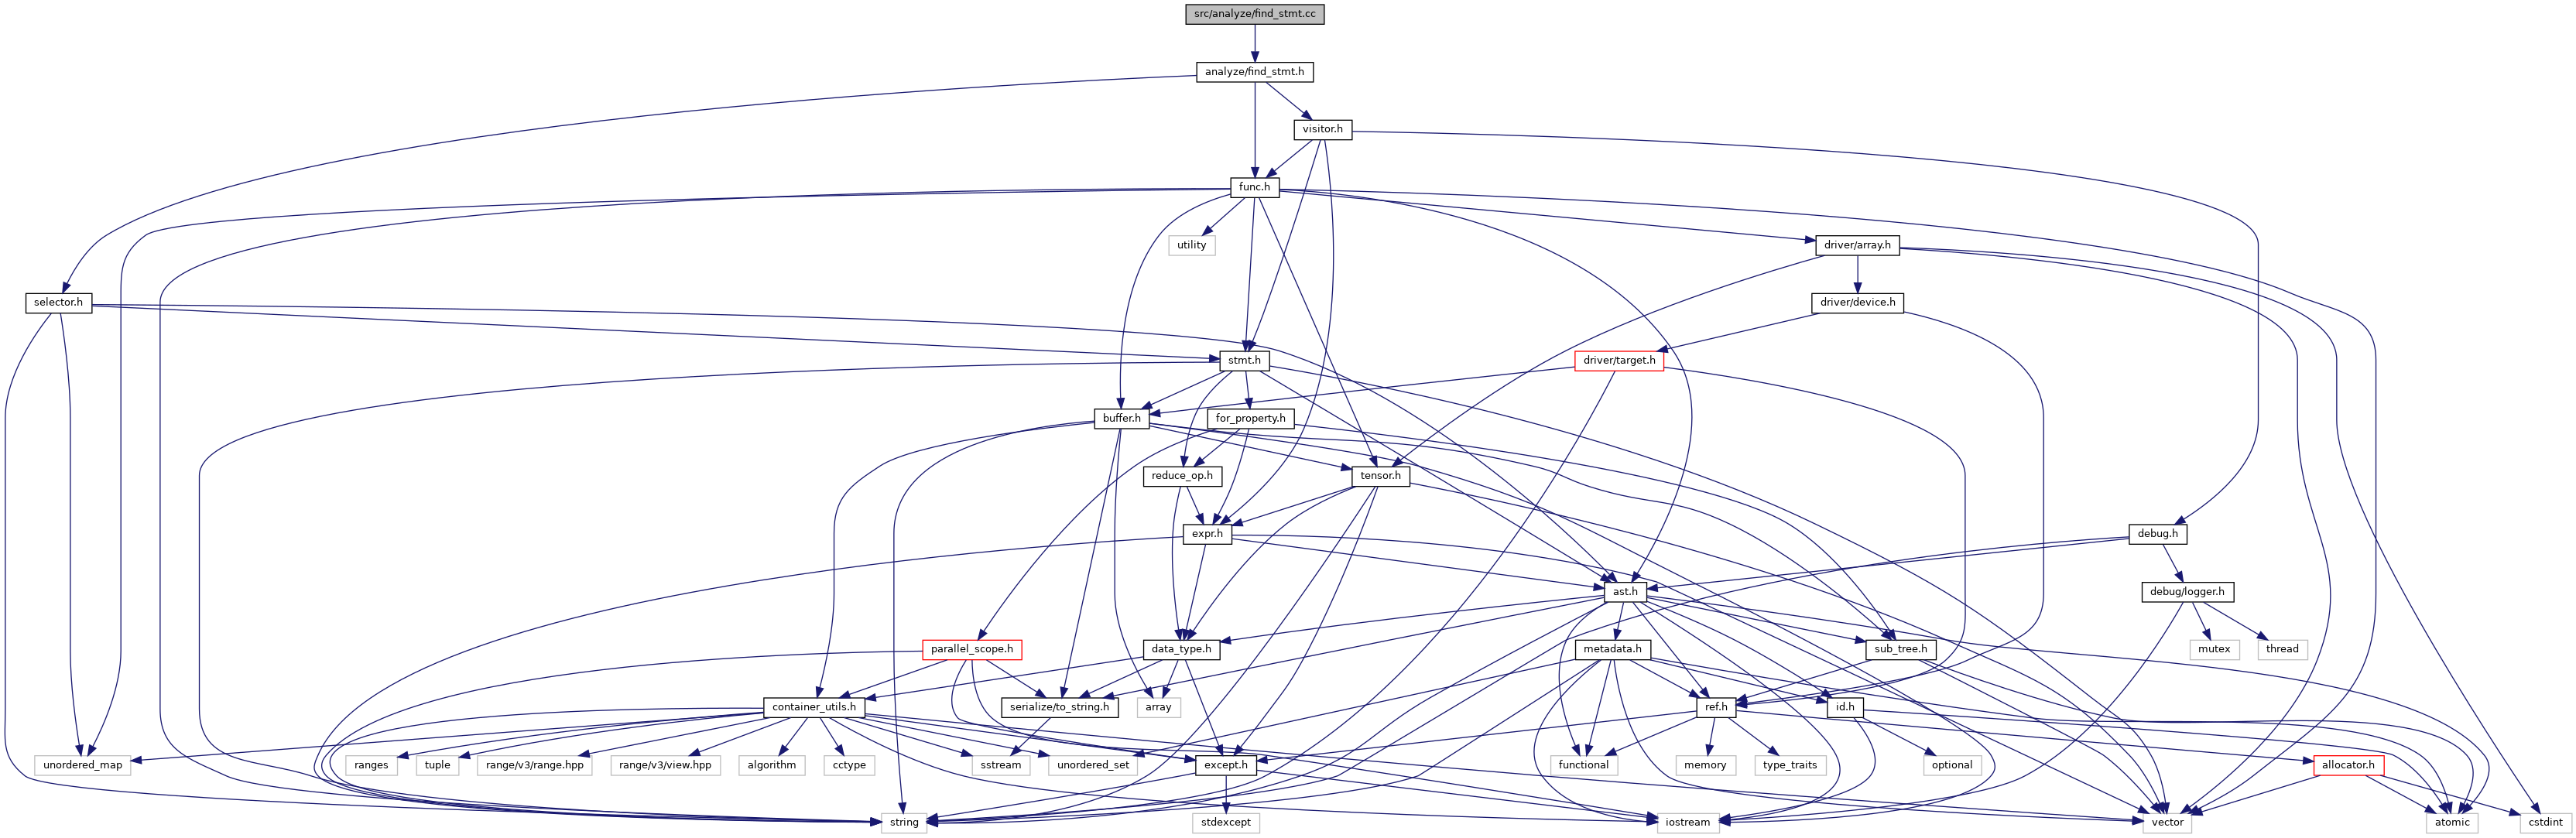 src/analyze/find_stmt.cc
analyze/find_stmt.h
visitor.h
func.h
utility
driver/array.h
selector.h
driver/device.h
stmt.h
driver/target.h
buffer.h
for_property.h
reduce_op.h
tensor.h
expr.h
debug.h
ast.h
debug/logger.h
parallel_scope.h
data_type.h
metadata.h
sub_tree.h
mutex
thread
container_utils.h
serialize/to_string.h
array
ref.h
id.h
unordered_map
ranges
tuple
range/v3/range.hpp
range/v3/view.hpp
algorithm
cctype
sstream
unordered_set
except.h
functional
memory
type_traits
optional
allocator.h
string
stdexcept
iostream
vector
atomic
cstdint